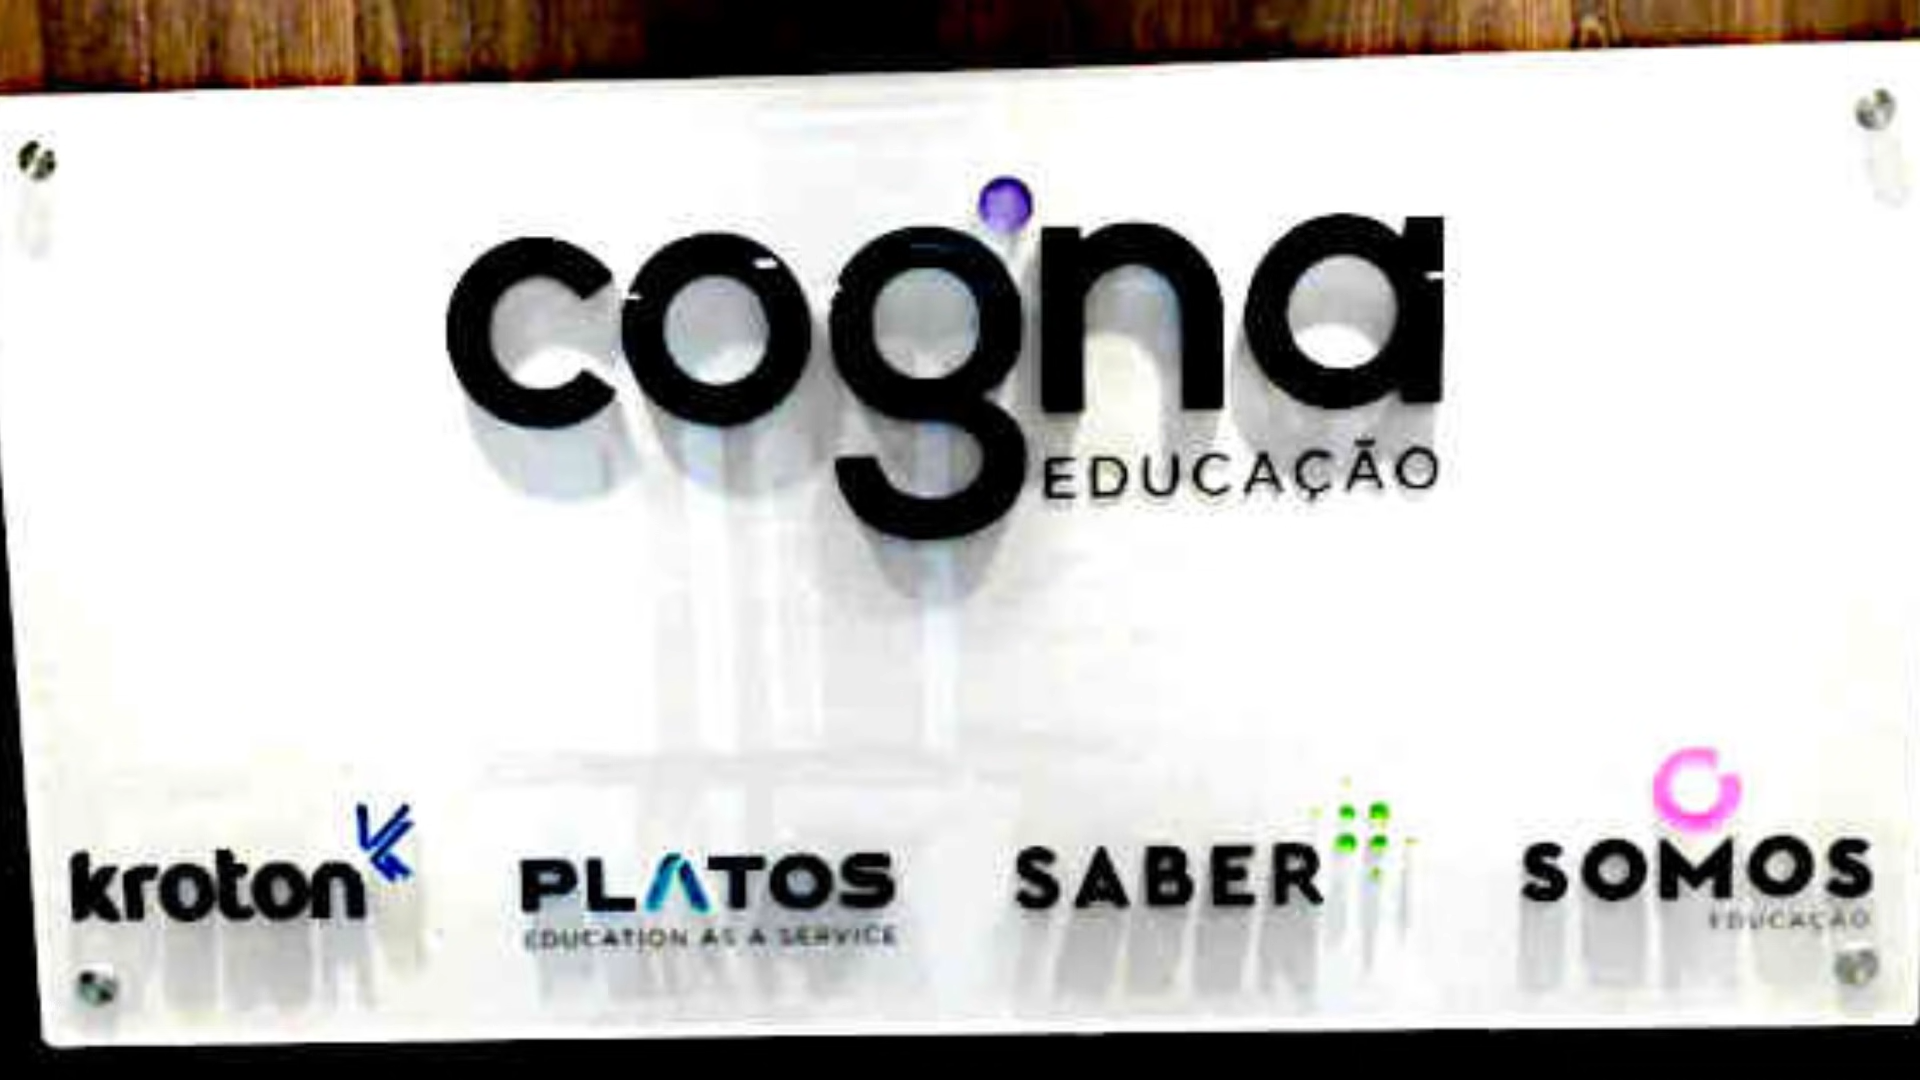 cogna
EDUCAÇÃO
kroton
PLATOS
EDUCATION AS A SERVICE
SABER
SOMOS
EDUCAÇÃO